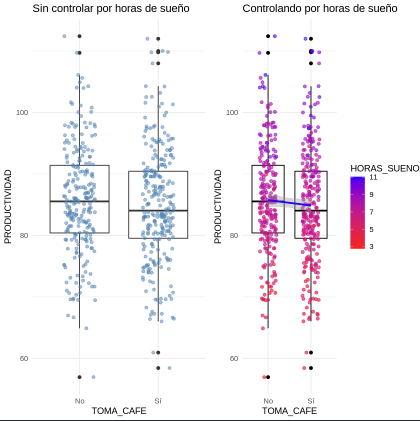 Sin controlar por horas de sueño
Controlando por horas de sueño
PRODUCTIVIDAD
100
80
60
No
Sí
TOMA_CAFE
PRODUCTIVIDAD
100
80
60
No
Sí
TOMA_CAFE
HORAS_SUENO
11
9
7
5
3